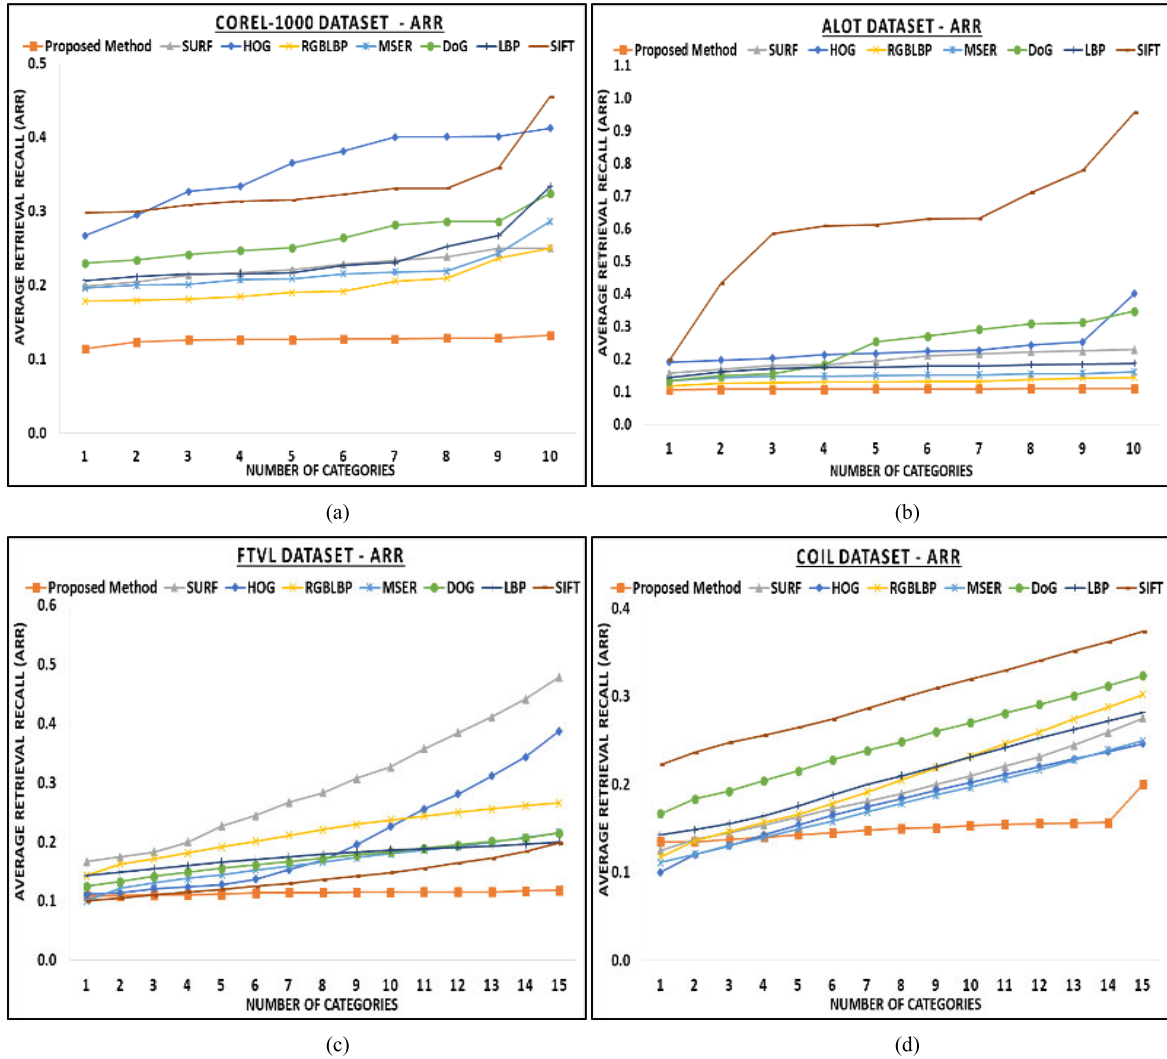 COREL-1000 DATASET - ARR
Proposed Method SURF HOG RGBLBP MSER DoG LBP SIFT
AVERAGE RETRIEVAL RECALL (ARR)
0.5
0.4
0.3
0.2
0.1
0.0
1 2 3 4 5 6 7 8 9 10
NUMBER OF CATEGORIES
(a)
ALOT DATASET - ARR
Proposed Method SURF HOG RGBLBP MSER DoG LBP SIFT
AVERAGE RETRIEVAL RECALL (ARR)
1.1
1.0
0.9
0.8
0.7
0.6
0.5
0.4
0.3
0.2
0.1
0.0
1 2 3 4 5 6 7 8 9 10
NUMBER OF CATEGORIES
(b)
FTVL DATASET - ARR
Proposed Method SURF HOG RGBLBP MSER DOG LBP SIFT
AVERAGE RETRIEVAL RECALL (ARR)
0.6
0.5
0.4
0.3
0.2
0.1
0.0
1 2 3 4 5 6 7 8 9 10 11 12 13 14 15
NUMBER OF CATEGORIES
(c)
COIL DATASET - ARR
Proposed Method SURF HOG RGBLBP MSER DoG LBP SIFT
AVERAGE RETRIEVAL RECALL (ARR)
0.4
0.3
0.2
0.1
0.0
1 2 3 4 5 6 7 8 9 10 11 12 13 14 15
NUMBER OF CATEGORIES
(d)